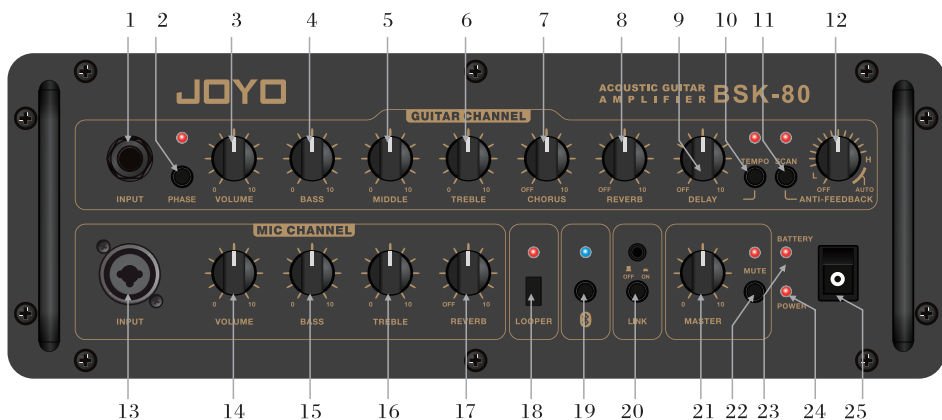 1 2 3 4 5 6 7 8 9 10 11 12
JOYO
ACOUSTIC GUITAR
AMPLIFIER BSK-80
GUITAR CHANNEL
TEMPO SCAN L H
0 10 0 10 0 10 0 10 OFF 10 OFF 10 OFF 10 OFF AUTO
INPUT PHASE VOLUME BASS MIDDLE TREBLE CHORUS REVERB DELAY ANTI-FEEDBACK
MIC CHANNEL
BATTERY
OFF ON MUTE
0 10 0 10 0 10 OFF 10 0 10 POWER
INPUT VOLUME BASS TREBLE REVERB LOOPER LINK MASTER
13 14 15 16 17 18 19 20 21 22 23 24 25